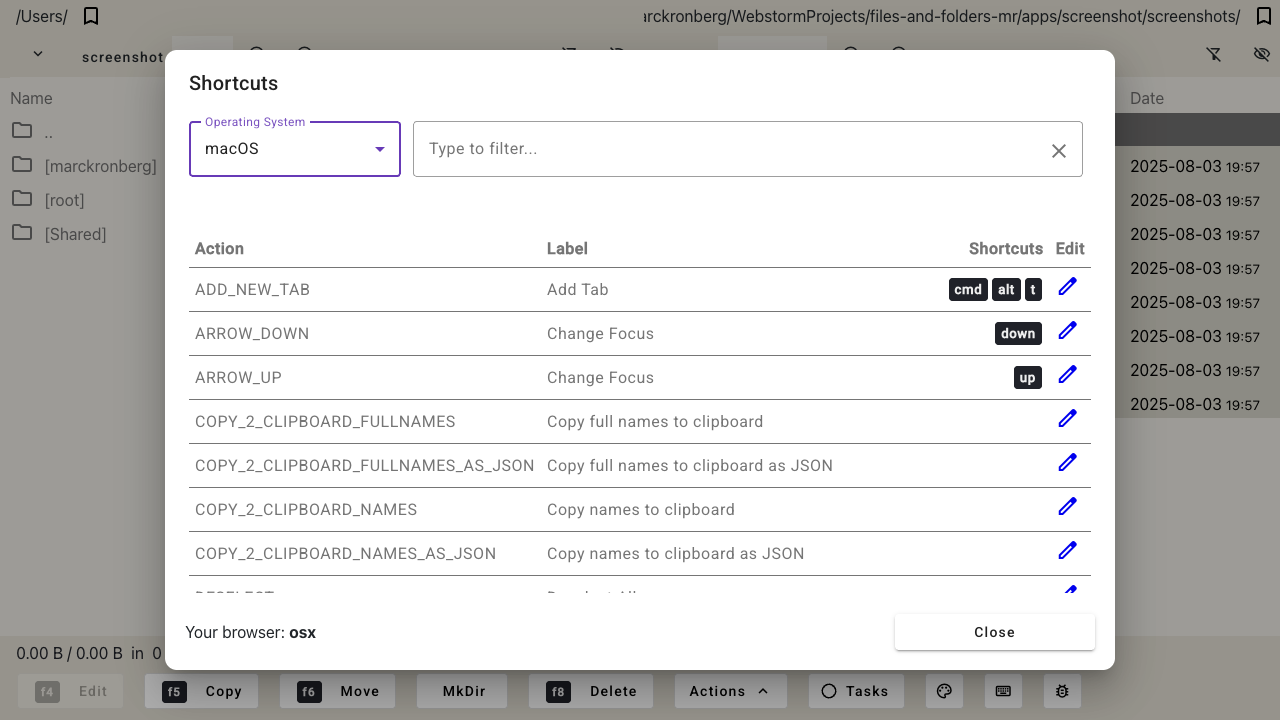 /Users/
rckronberg/WebstormProjects/files-and-folders-mr/apps/screenshot/screenshots/
screenshot
Shortcuts
Name
Date
Operating System
macOS
Type to filter...
..
[marckronberg]
2025-08-03 19:57
[root]
2025-08-03 19:57
[Shared]
2025-08-03 19:57
2025-08-03 19:57
2025-08-03 19:57
2025-08-03 19:57
2025-08-03 19:57
2025-08-03 19:57
Action Label Shortcuts Edit
ADD_NEW_TAB Add Tab cmd alt t
ARROW_DOWN Change Focus down
ARROW_UP Change Focus up
COPY_2_CLIPBOARD_FULLNAMES Copy full names to clipboard
COPY_2_CLIPBOARD_FULLNAMES_AS_JSON Copy full names to clipboard as JSON
COPY_2_CLIPBOARD_NAMES Copy names to clipboard
COPY_2_CLIPBOARD_NAMES_AS_JSON Copy names to clipboard as JSON
Your browser: osx
Close
0.00 B / 0.00 B in 0
f4 Edit f5 Copy f6 Move MkDir f8 Delete Actions Tasks